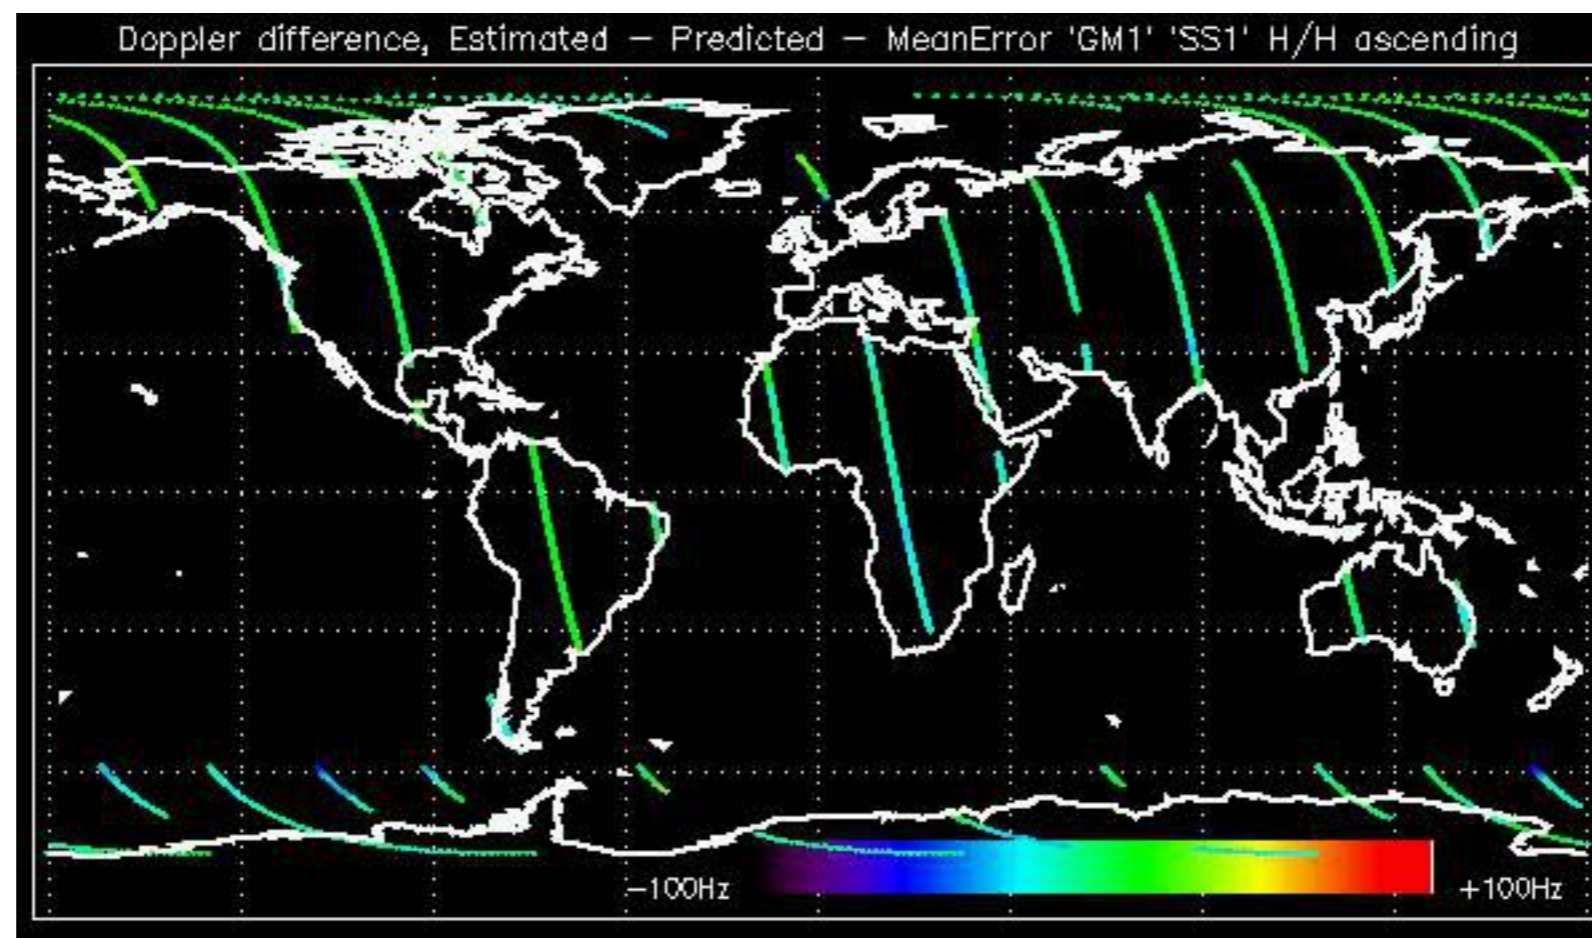 Doppler difference, Estimated – Predicted – MeanError 'GM1' 'SS1' H/H ascending
–100Hz
+100Hz